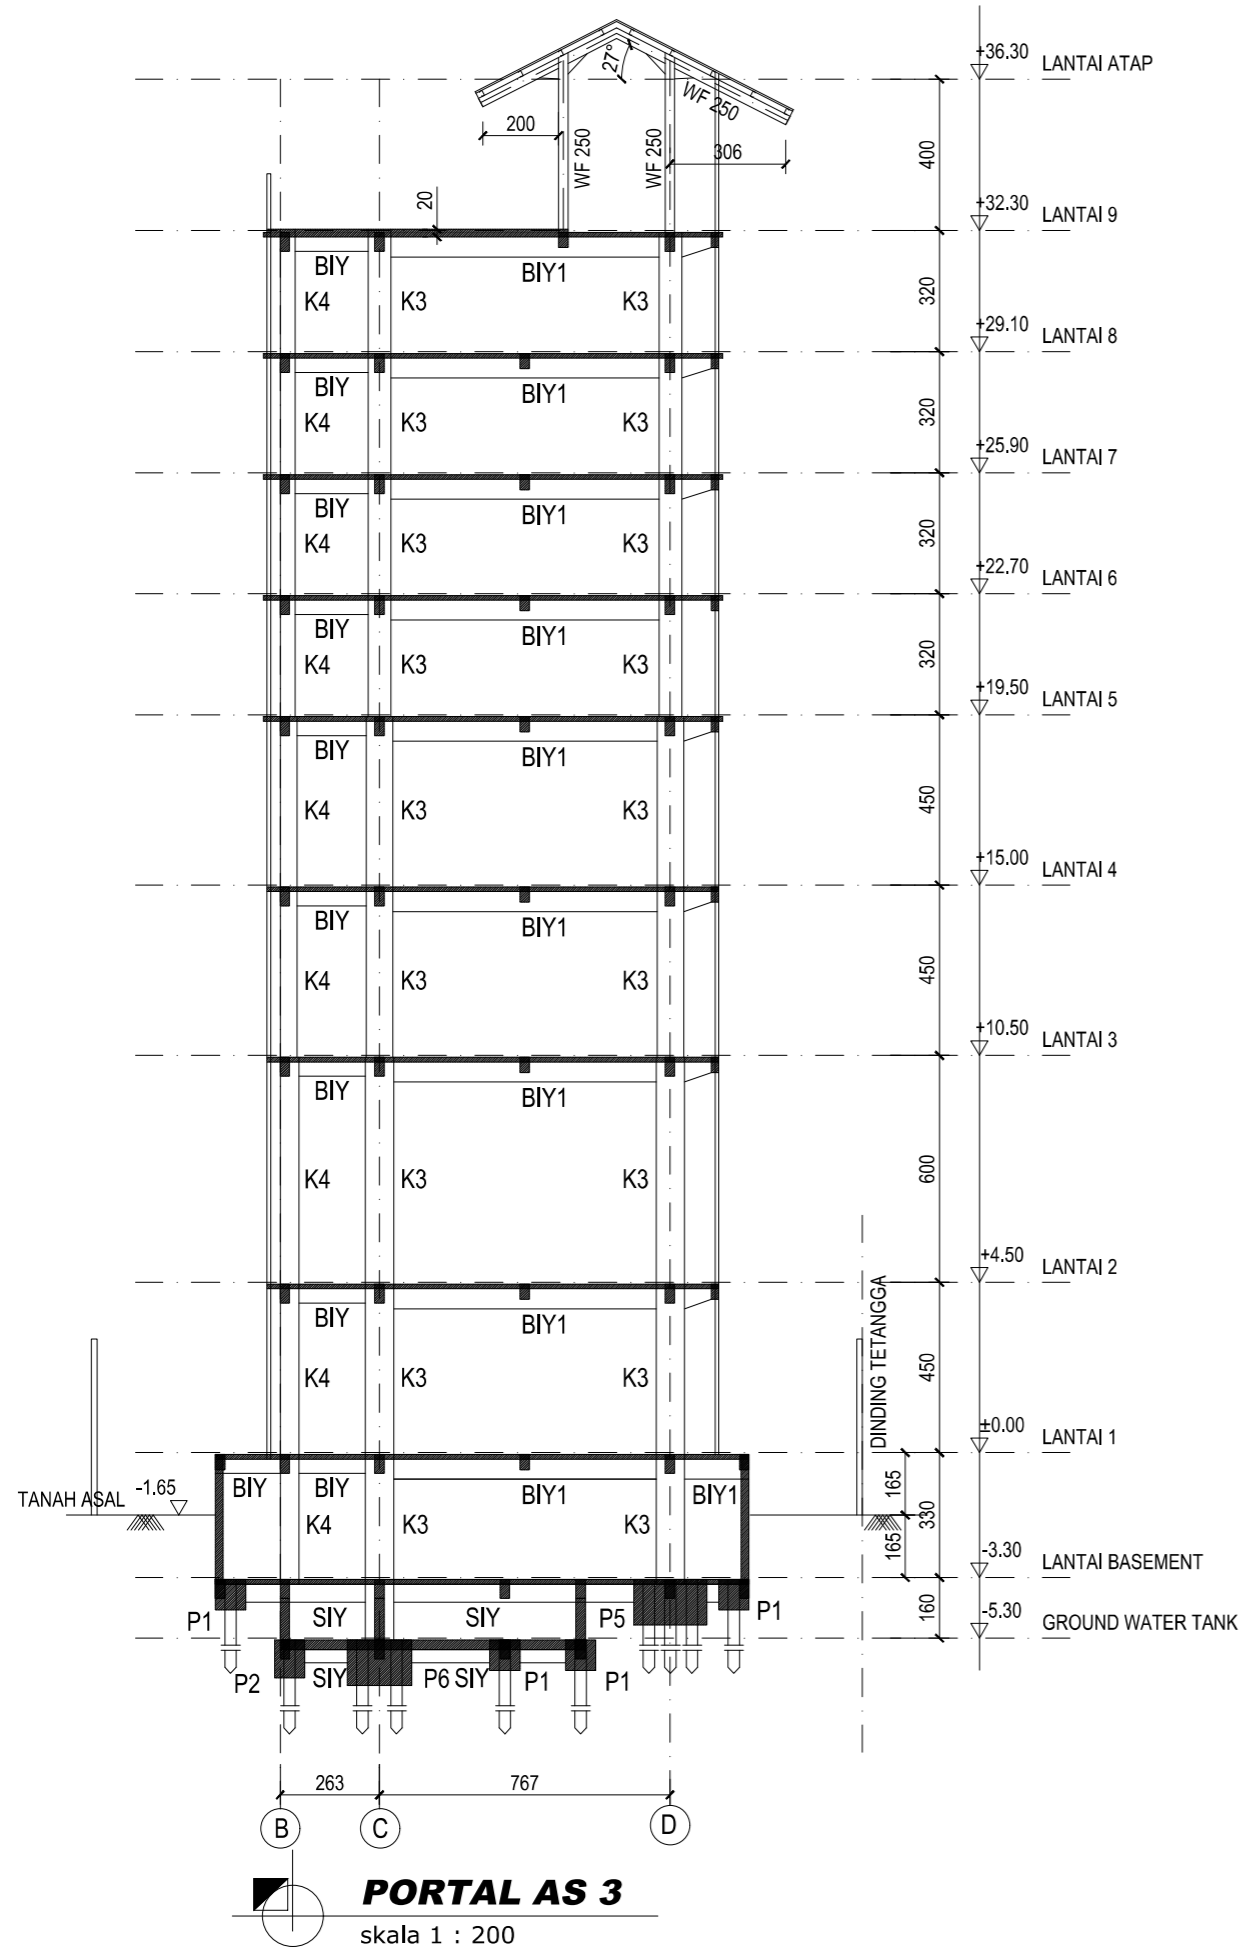 +36.30 LANTAI ATAP
27°
WF 250
200
WF 250
WF 250
306
400
20
+32.30 LANTAI 9
BIY BIY1
K4 K3 K3
320
+29.10 LANTAI 8
BIY BIY1
K4 K3 K3
320
+25.90 LANTAI 7
BIY BIY1
K4 K3 K3
320
+22.70 LANTAI 6
BIY BIY1
K4 K3 K3
320
+19.50 LANTAI 5
BIY BIY1
K4 K3 K3
450
+15.00 LANTAI 4
BIY BIY1
K4 K3 K3
450
+10.50 LANTAI 3
BIY BIY1
K4 K3 K3
600
+4.50 LANTAI 2
BIY BIY1
K4 K3 K3
DINDING TETANGGA
450
±0.00 LANTAI 1
TANAH ASAL -1.65
BIY BIY BIY1 BIY1
K4 K3 K3
165
330
165
-3.30 LANTAI BASEMENT
P1 SIY SIY P5 P1
160
-5.30 GROUND WATER TANK
P2 SIY P6 SIY P1 P1
263 767
B C D
PORTAL AS 3
skala 1 : 200